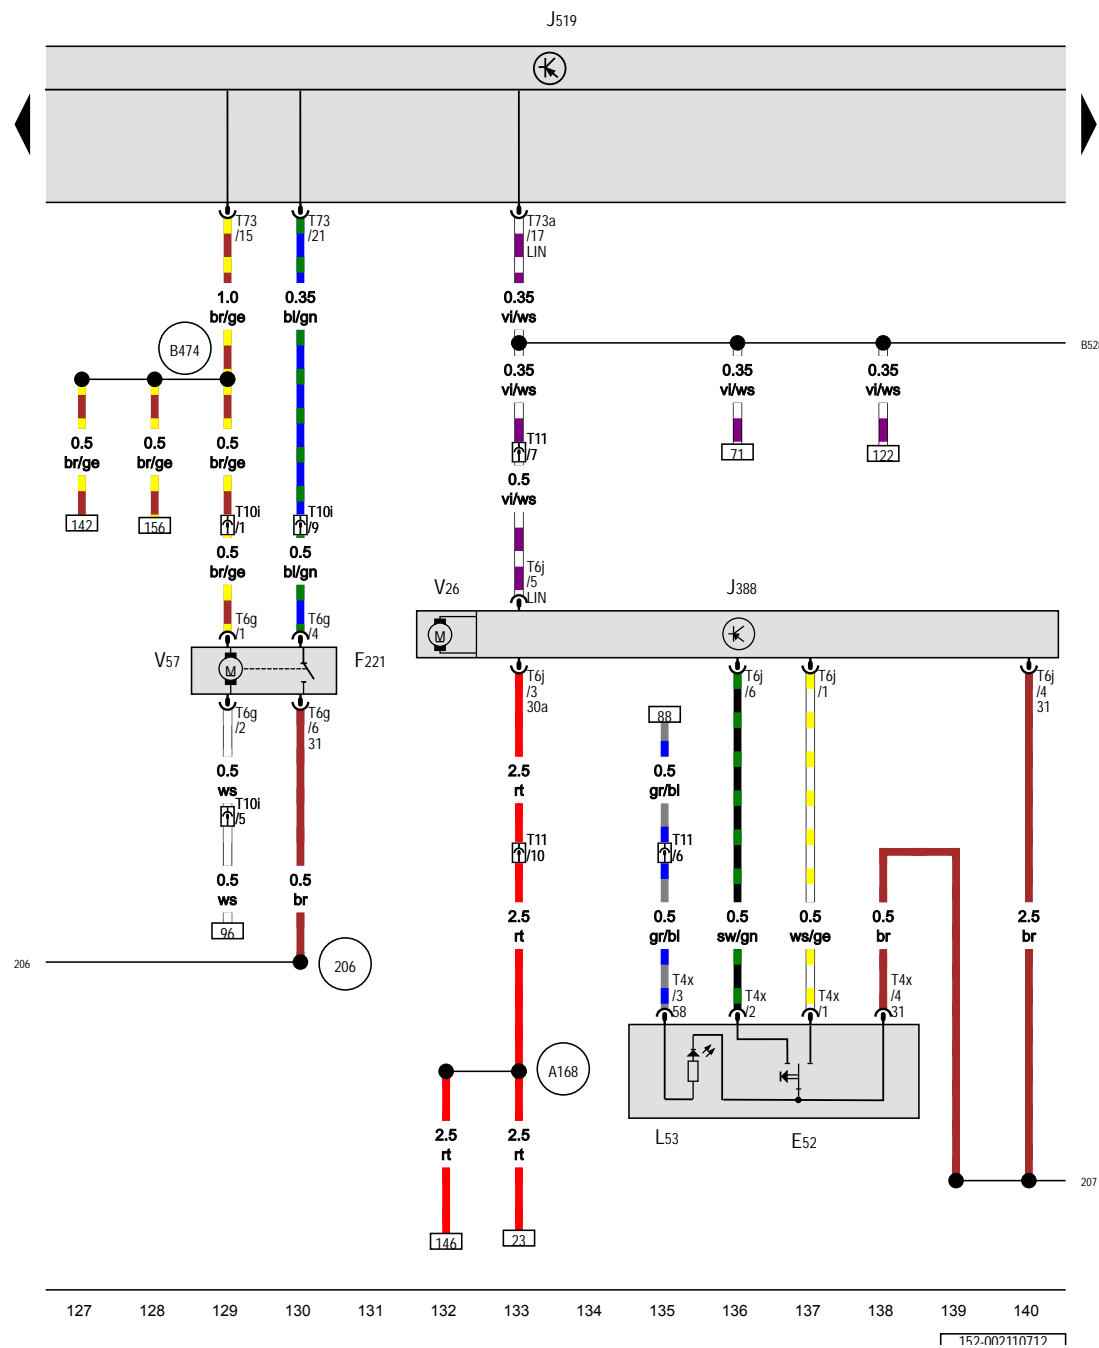 J519
T73
/15
T73
/21
T73a
/17
LIN
1.0
br/ge
0.35
bl/gn
0.35
vi/ws
B474
B528
0.35
vi/ws
0.35
vi/ws
0.35
vi/ws
T11
/7
71
122
0.5
br/ge
0.5
br/ge
0.5
br/ge
0.5
vi/ws
142
156
T10i
/1
T10i
/9
0.5
br/ge
0.5
bl/gn
T6j
/5
LIN
V26
J388
T6g
/1
T6g
/4
V57
M
F221
M
T6g
/2
T6g
/6
31
T6j
/3
30a
T6j
/6
T6j
/1
T6j
/4
31
88
0.5
ws
2.5
rt
0.5
gr/bl
T10i
/5
T11
/10
T11
/6
0.5
ws
0.5
br
2.5
rt
0.5
gr/bl
0.5
sw/gn
0.5
ws/ge
0.5
br
2.5
br
96
206
206
T4x
/3
58
T4x
/2
T4x
/1
T4x
/4
31
A168
2.5
rt
2.5
rt
L53
E52
207
146
23
127 128 129 130 131 132 133 134 135 136 137 138 139 140
152-002110712